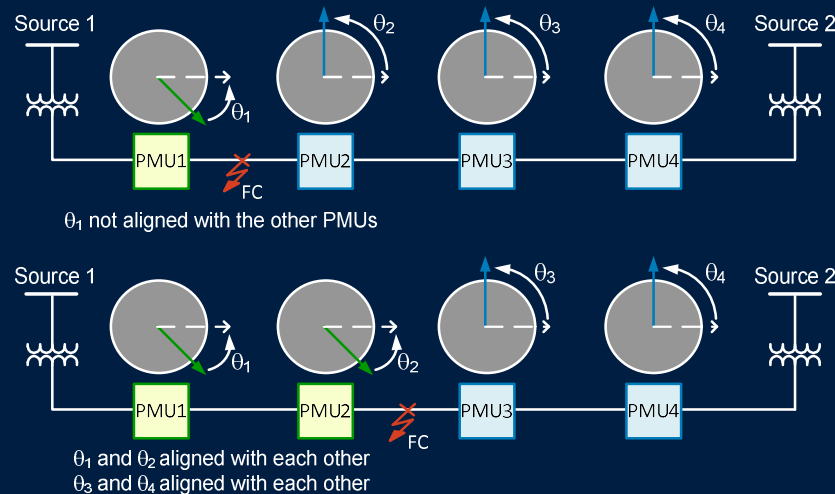 Source 1
θ₂
θ₃
θ₄
Source 2
θ₁
PMU1
PMU2
PMU3
PMU4
FC
θ₁ not aligned with the other PMUs
Source 1
θ₃
θ₄
Source 2
θ₁
θ₂
PMU1
PMU2
PMU3
PMU4
FC
θ₁ and θ₂ aligned with each other
θ₃ and θ₄ aligned with each other